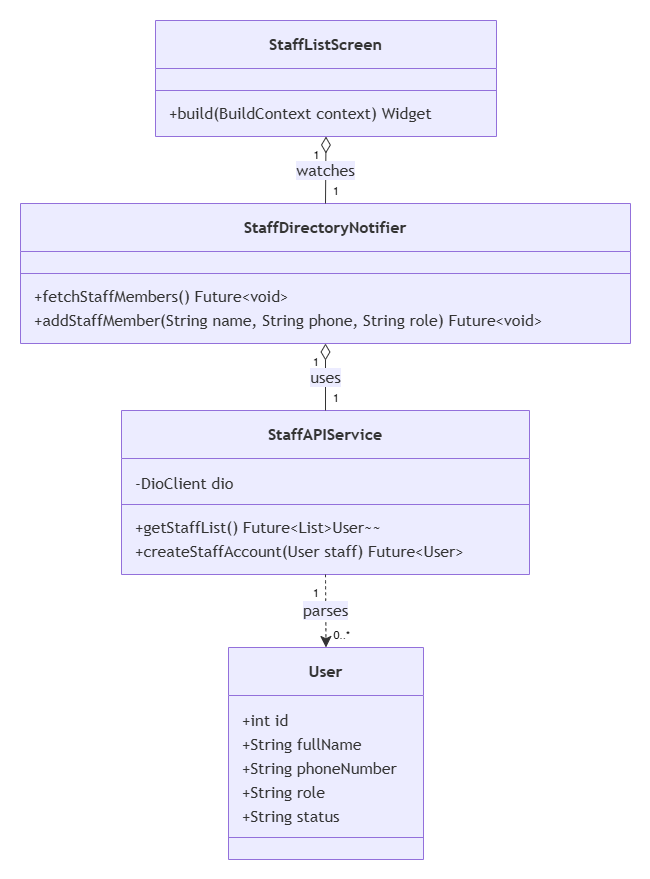 StaffListScreen
+build(BuildContext context) Widget
1
watches
1
StaffDirectoryNotifier
+fetchStaffMembers() Future<void>
+addStaffMember(String name, String phone, String role) Future<void>
1
uses
1
StaffAPIService
-DioClient dio
+getStaffList() Future<List>User~~
+createStaffAccount(User staff) Future<User>
1
parses
0..*
User
+int id
+String fullName
+String phoneNumber
+String role
+String status